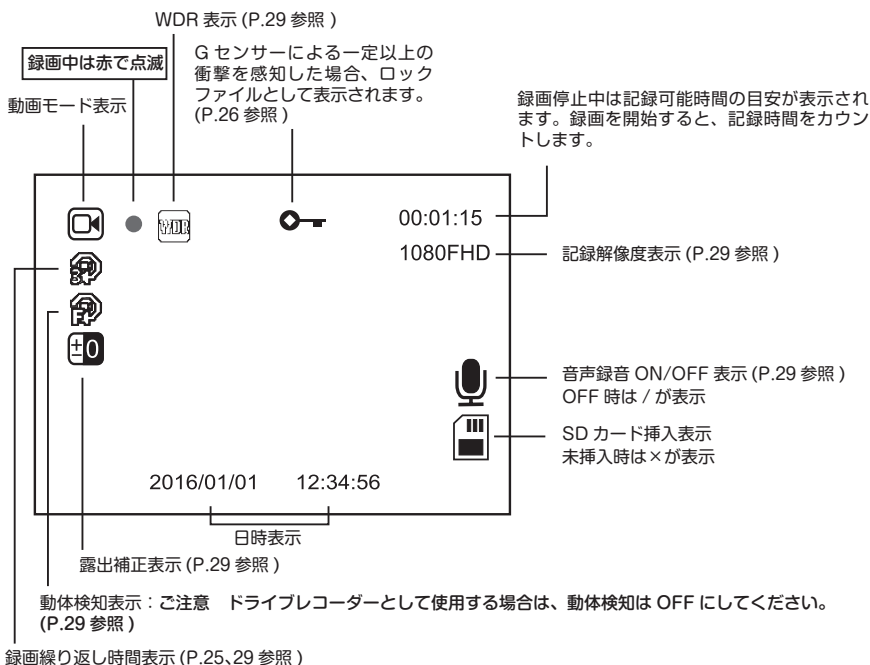 WDR 表示 (P.29 参照 )
G センサーによる一定以上の
衝撃を感知した場合、ロック
ファイルとして表示されます。
(P.26 参照 )
録画中は赤で点滅
動画モード表示
録画停止中は記録可能時間の目安が表示され
ます。録画を開始すると、記録時間をカウン
トします。
WDR
00:01:15
1080FHD
記録解像度表示 (P.29 参照 )
±0
音声録音 ON/OFF 表示 (P.29 参照 )
OFF 時は / が表示
SD カード挿入表示
未挿入時は×が表示
2016/01/01 12:34:56
日時表示
露出補正表示 (P.29 参照 )
動体検知表示：ご注意 ドライブレコーダーとして使用する場合は、動体検知は OFF にしてください。
(P.29 参照 )
録画繰り返し時間表示 (P.25、29 参照 )